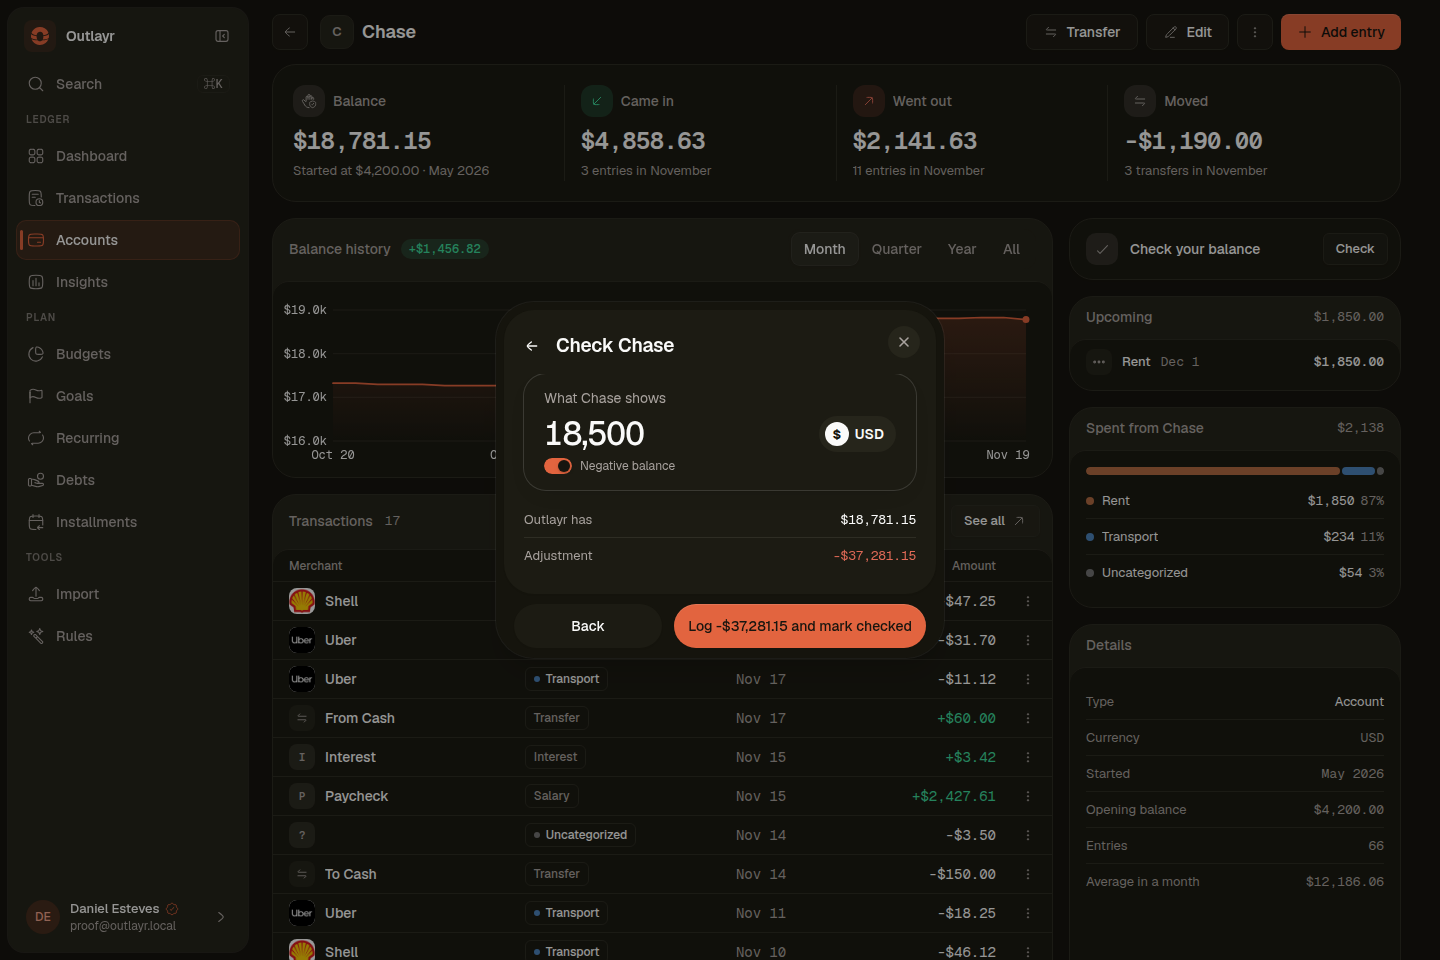 Outlayr
Search ⌘K
LEDGER
Dashboard
Transactions
Accounts
Insights
PLAN
Budgets
Goals
Recurring
Debts
Installments
TOOLS
Import
Rules
DE
Daniel Esteves
proof@outlayr.local
C Chase
Transfer
Edit
Add entry
Balance
$18,781.15
Started at $4,200.00 · May 2026
Came in
$4,858.63
3 entries in November
Went out
$2,141.63
11 entries in November
Moved
-$1,190.00
3 transfers in November
Balance history +$1,456.82
Month Quarter Year All
$19.0k
$18.0k
$17.0k
$16.0k
Oct 20
Nov 19
Check Chase
What Chase shows
18,500
$ USD
Negative balance
Outlayr has $18,781.15
Adjustment -$37,281.15
Back
Log -$37,281.15 and mark checked
Transactions 17
See all
Merchant Amount
Shell $47.25
Uber Uber -$31.70
Uber Uber Transport Nov 17 -$11.12
From Cash Transfer Nov 17 +$60.00
I Interest Interest Nov 15 +$3.42
P Paycheck Salary Nov 15 +$2,427.61
? Uncategorized Nov 14 -$3.50
To Cash Transfer Nov 14 -$150.00
Uber Uber Transport Nov 11 -$18.25
Shell Transport Nov 10 -$46.12
Check your balance
Check
Upcoming $1,850.00
Rent Dec 1 $1,850.00
Spent from Chase $2,138
Rent $1,850 87%
Transport $234 11%
Uncategorized $54 3%
Details
Type Account
Currency USD
Started May 2026
Opening balance $4,200.00
Entries 66
Average in a month $12,186.06